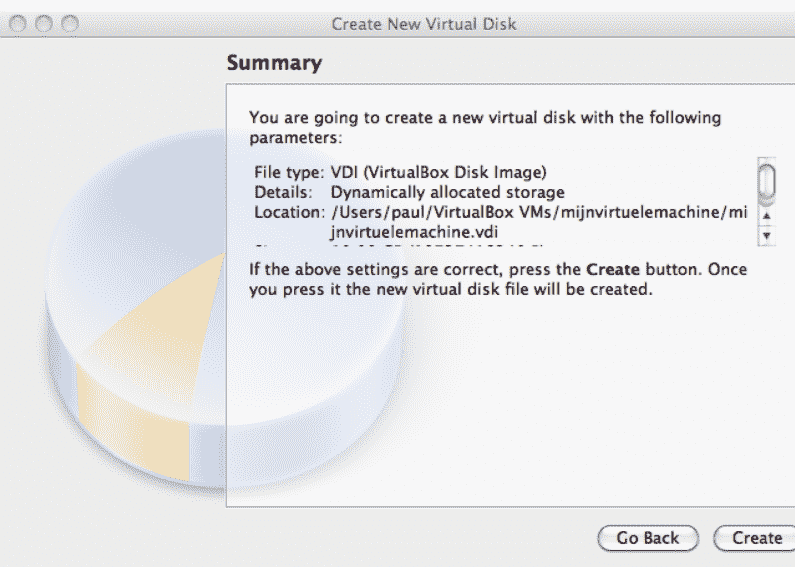 Create New Virtual Disk
Summary
You are going to create a new virtual disk with the following
parameters:
File type: VDI (VirtualBox Disk Image)
Details: Dynamically allocated storage
Location: /Users/paul/VirtualBox VMs/mijnvirtuelemachine/mi
jnvirtuelemachine.vdi
If the above settings are correct, press the Create button. Once
you press it the new virtual disk file will be created.
Go Back
Create